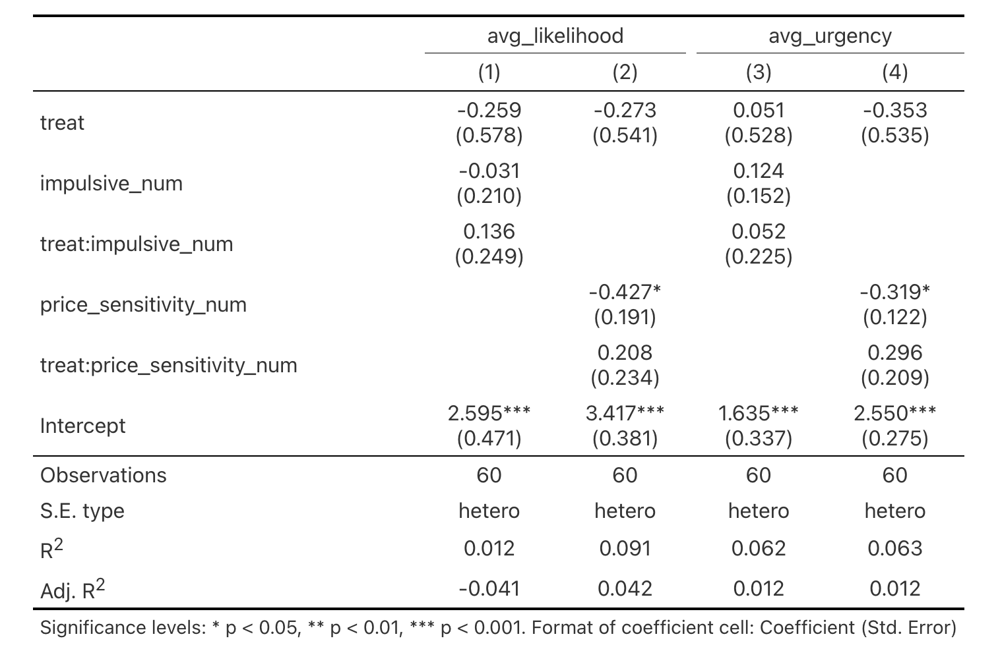 avg_likelihood avg_urgency
(1) (2) (3) (4)
treat -0.259 -0.273 0.051 -0.353
(0.578) (0.541) (0.528) (0.535)
impulsive_num -0.031 0.124
(0.210) (0.152)
treat:impulsive_num 0.136 0.052
(0.249) (0.225)
price_sensitivity_num -0.427* -0.319*
(0.191) (0.122)
treat:price_sensitivity_num 0.208 0.296
(0.234) (0.209)
Intercept 2.595*** 3.417*** 1.635*** 2.550***
(0.471) (0.381) (0.337) (0.275)
Observations 60 60 60 60
S.E. type hetero hetero hetero hetero
R² 0.012 0.091 0.062 0.063
Adj. R² -0.041 0.042 0.012 0.012
Significance levels: * p < 0.05, ** p < 0.01, *** p < 0.001. Format of coefficient cell: Coefficient (Std. Error)